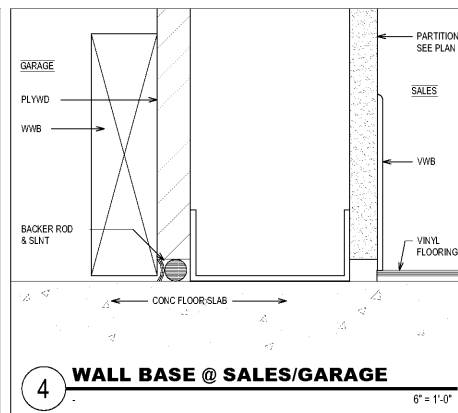 PARTITION
SEE PLAN
GARAGE
SALES
PLYWD
WWB
VWB
BACKER ROD
& SLNT
VINYL
FLOORING
CONC FLOOR/SLAB
4
WALL BASE @ SALES/GARAGE
-
6" = 1'-0"